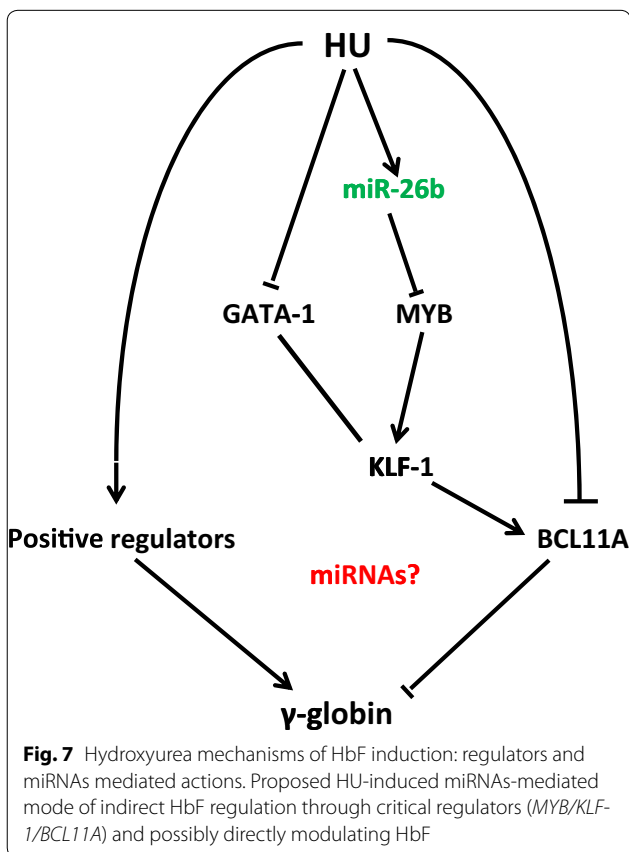 HU
miR-26b
GATA-1
MYB
KLF-1
Positive regulators
BCL11A
miRNAs?
γ-globin
Fig. 7 Hydroxyurea mechanisms of HbF induction: regulators and
miRNAs mediated actions. Proposed HU-induced miRNAs-mediated
mode of indirect HbF regulation through critical regulators (MYB/KLF-
1/BCL11A) and possibly directly modulating HbF